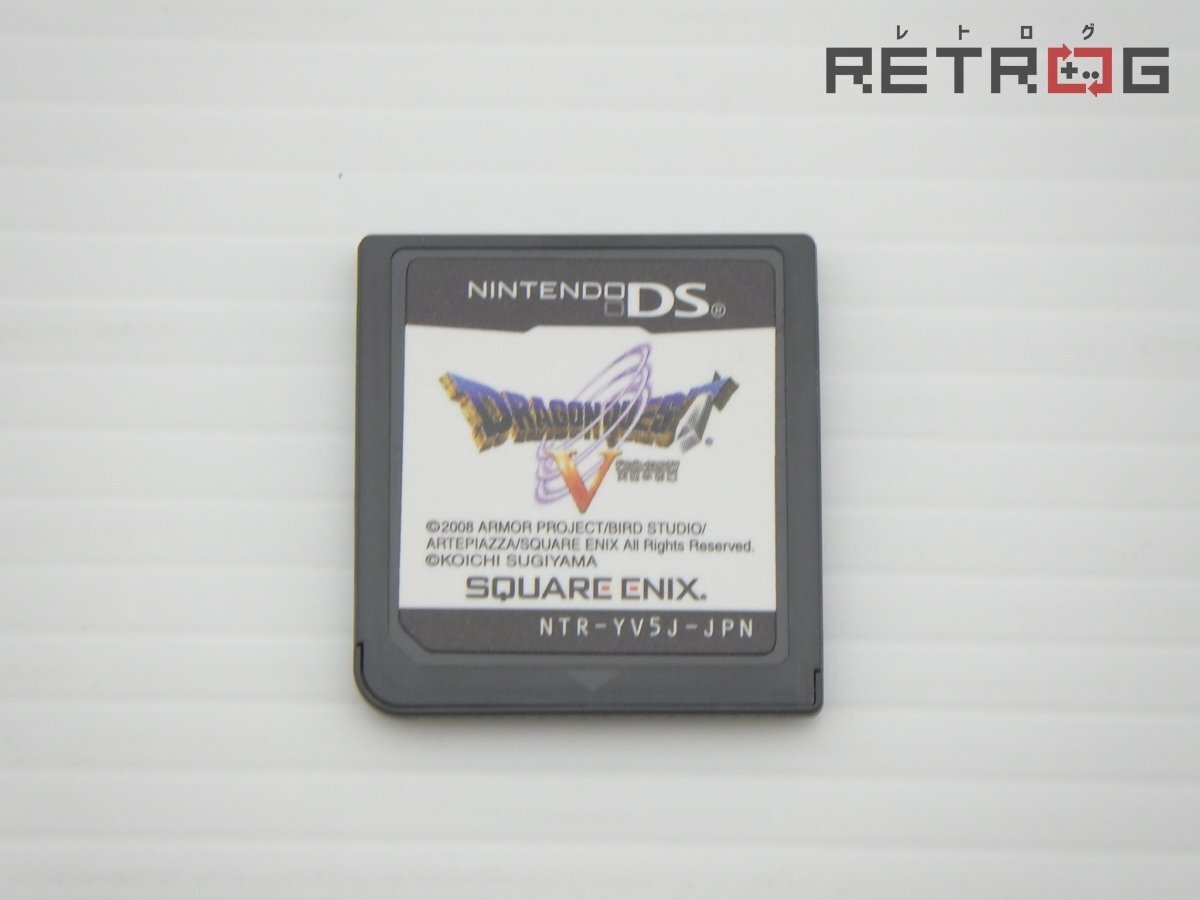 レトログ
RETROG
NINTENDO DS®
DRAGON QUEST
V
©2008 ARMOR PROJECT/BIRD STUDIO/
ARTEPIAZZA/SQUARE ENIX All Rights Reserved.
©KOICHI SUGIYAMA
SQUARE ENIX.
NTR-YV5J-JPN